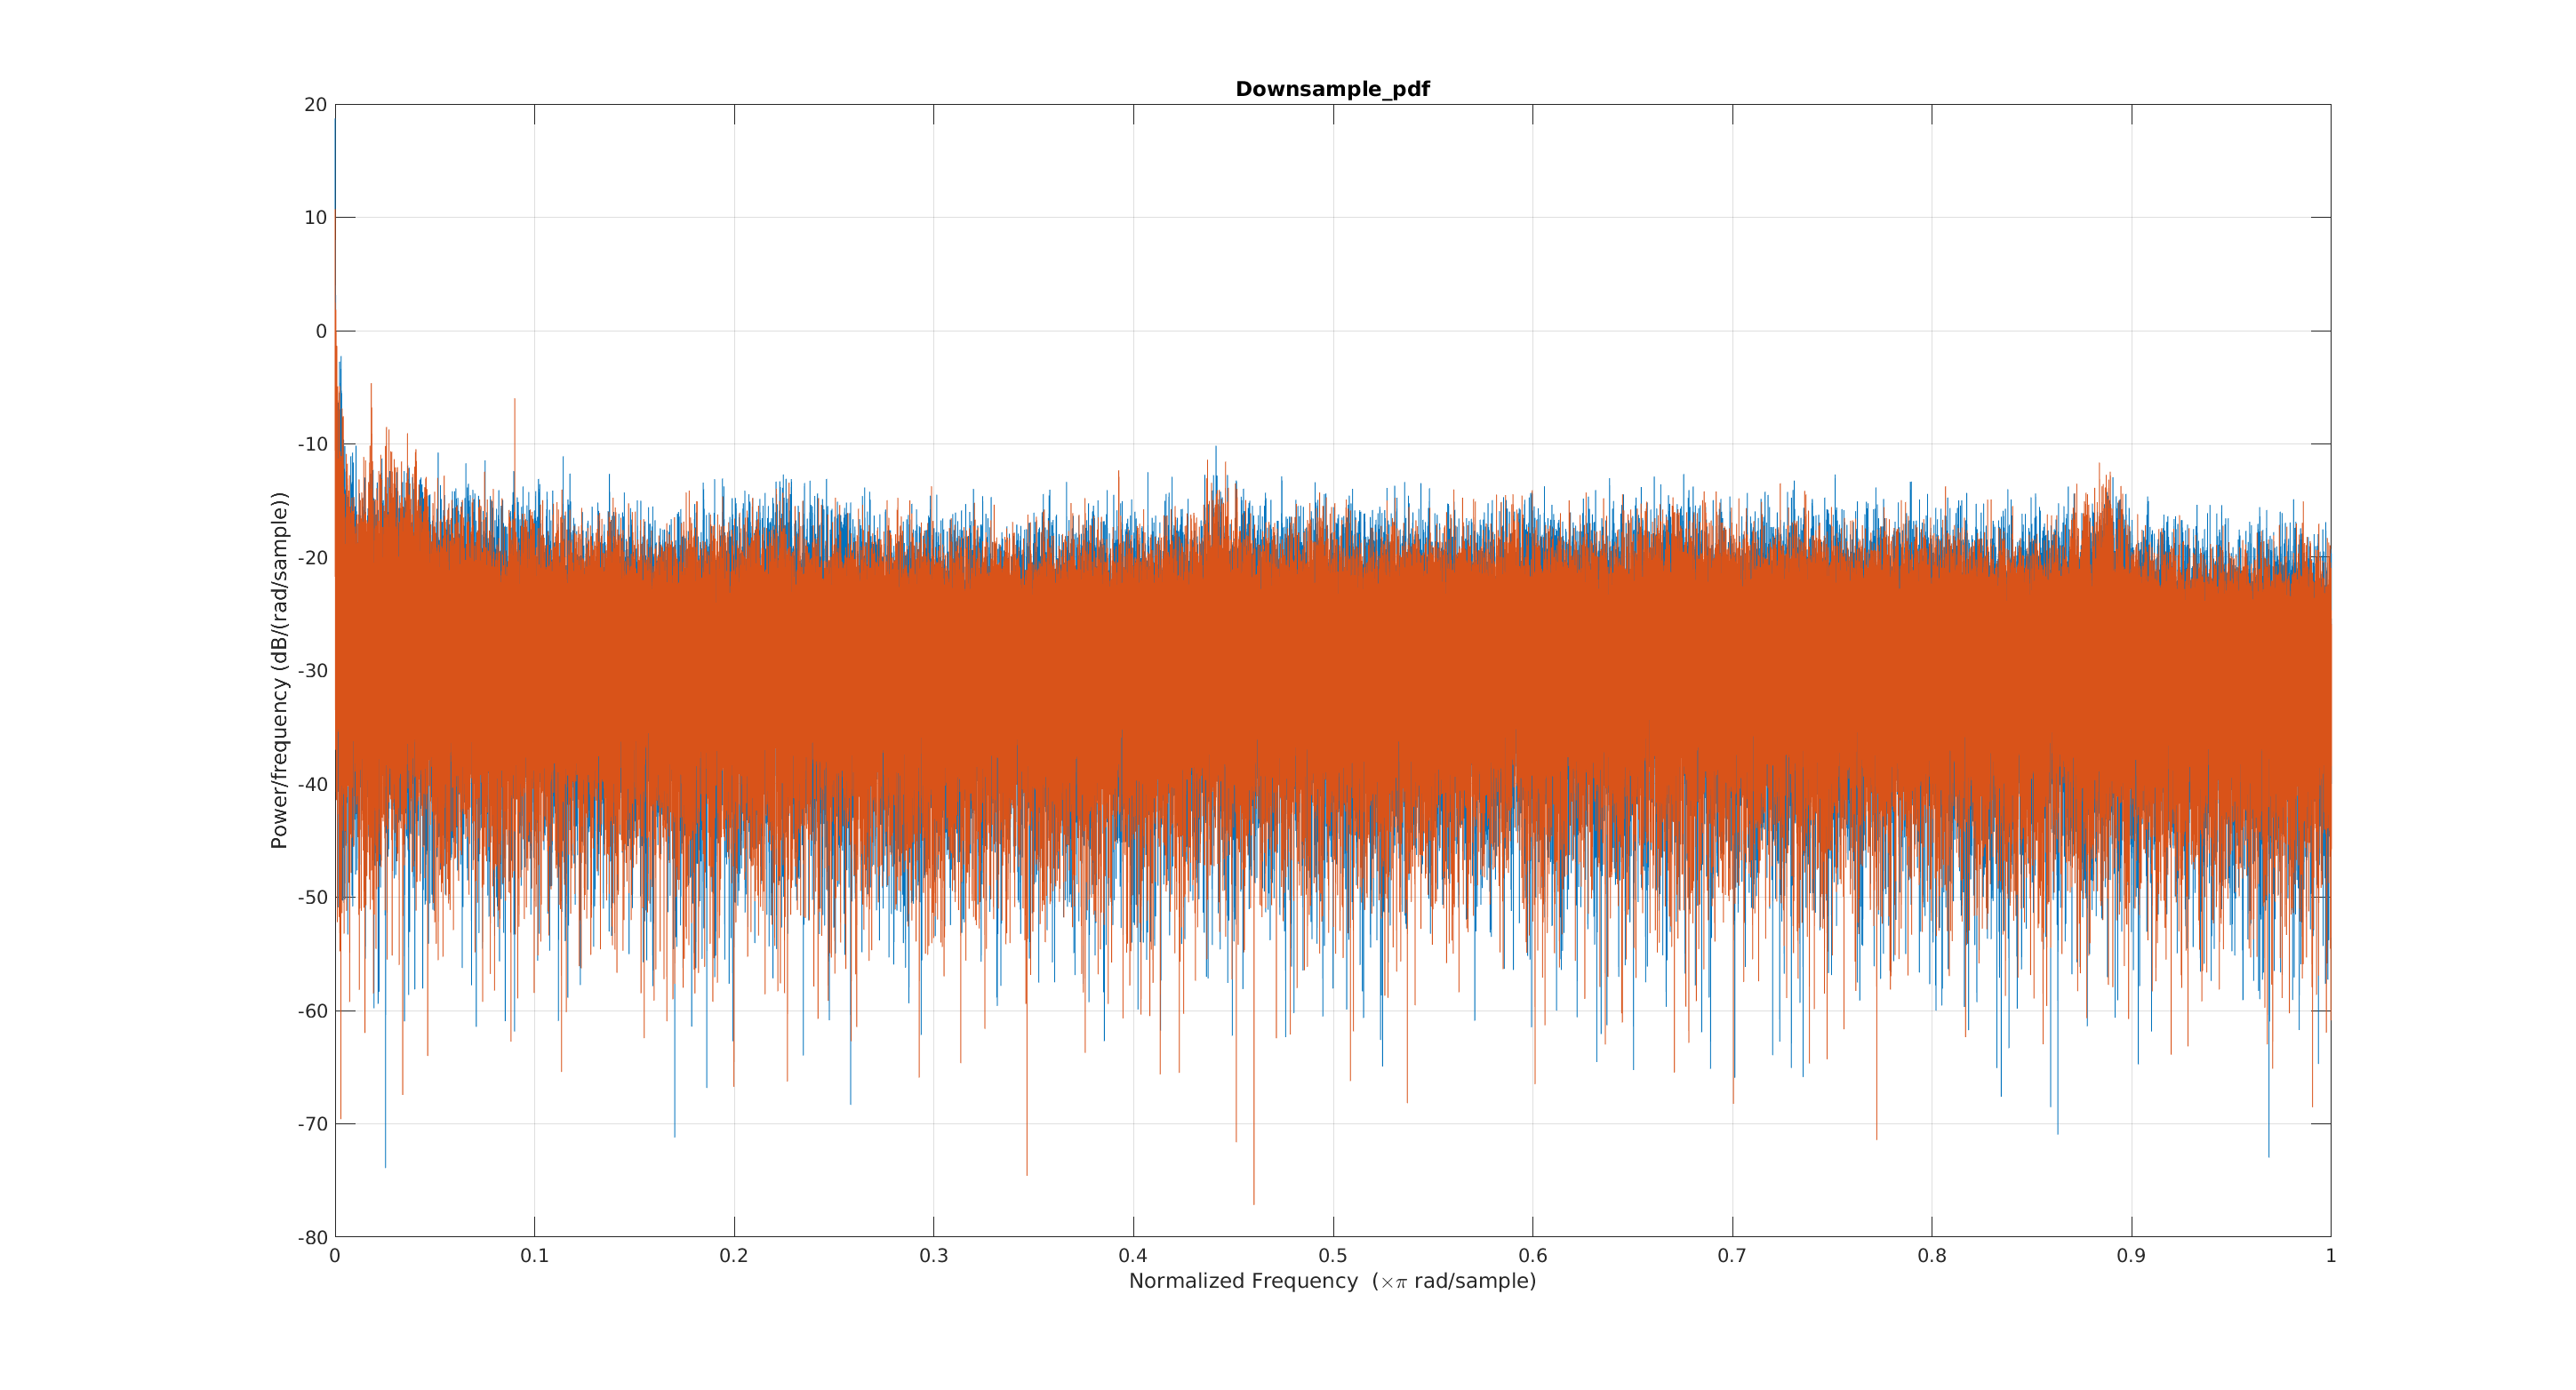 Downsample_pdf
20
10
0
-10
-20
-30
-40
-50
-60
-70
-80
Power/frequency (dB/(rad/sample))
0 0.1 0.2 0.3 0.4 0.5 0.6 0.7 0.8 0.9 1
Normalized Frequency (×π rad/sample)